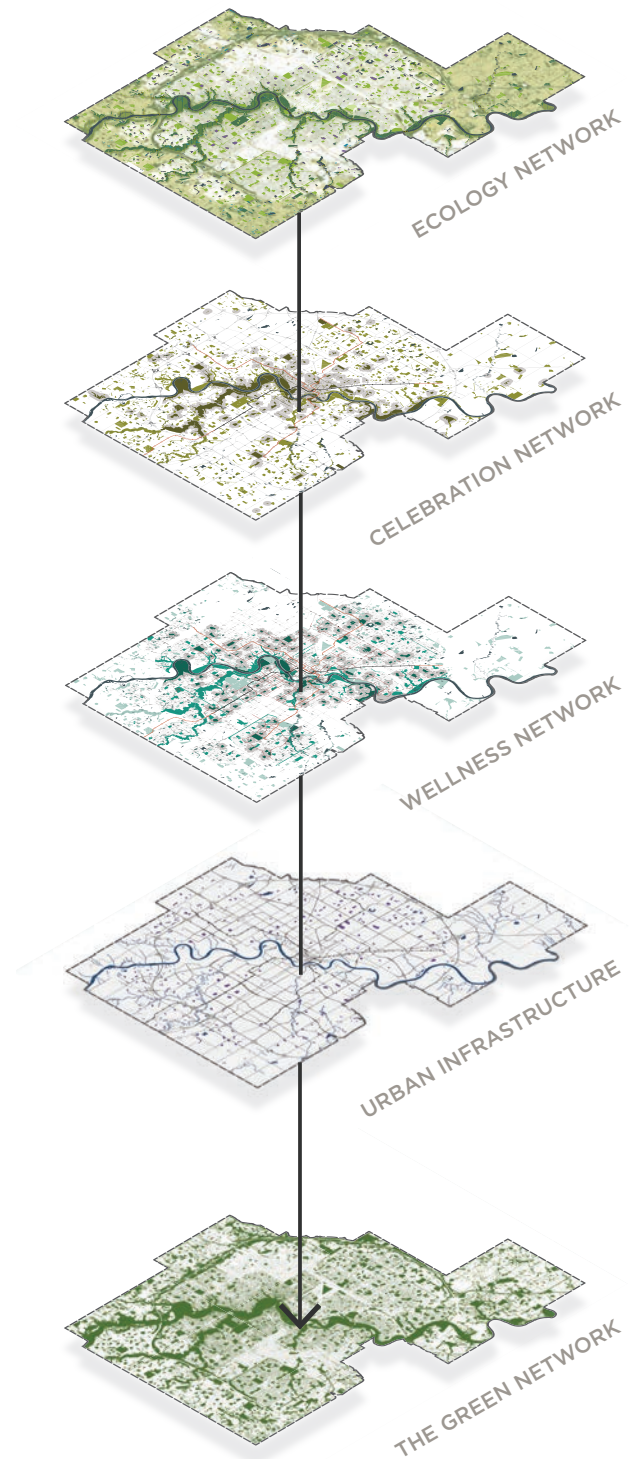 ECOLOGY NETWORK
CELEBRATION NETWORK
WELLNESS NETWORK
URBAN INFRASTRUCTURE
THE GREEN NETWORK